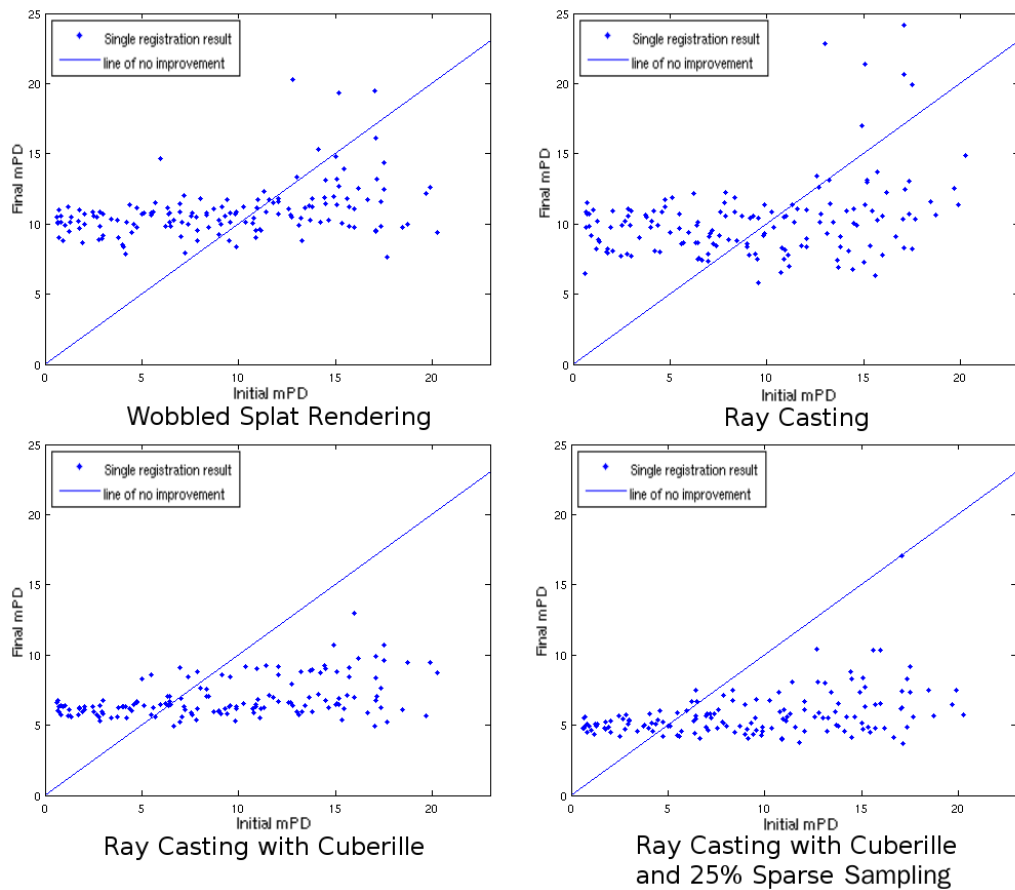 25
20
15
10
5
0
Final mPD
Single registration result
line of no improvement
0 5 10 15 20
Initial mPD
Wobbled Splat Rendering
25
20
15
10
5
0
Final mPD
Single registration result
line of no improvement
0 5 10 15 20
Initial mPD
Ray Casting
25
20
15
10
5
0
Final mPD
Single registration result
line of no improvement
0 5 10 15 20
Initial mPD
Ray Casting with Cuberille
25
20
15
10
5
0
Final mPD
Single registration result
line of no improvement
0 5 10 15 20
Initial mPD
Ray Casting with Cuberille
and 25% Sparse Sampling